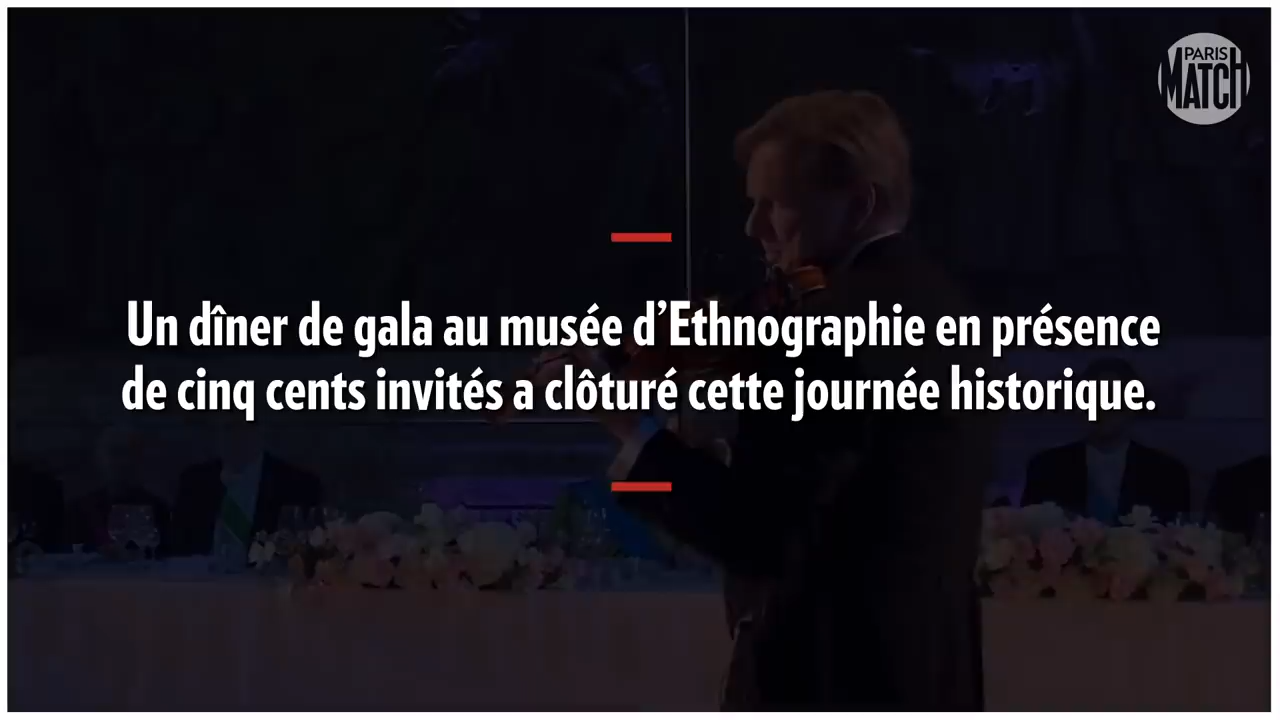 PARIS
MATCH
Un dîner de gala au musée d’Ethnographie en présence
de cinq cents invités a clôturé cette journée historique.